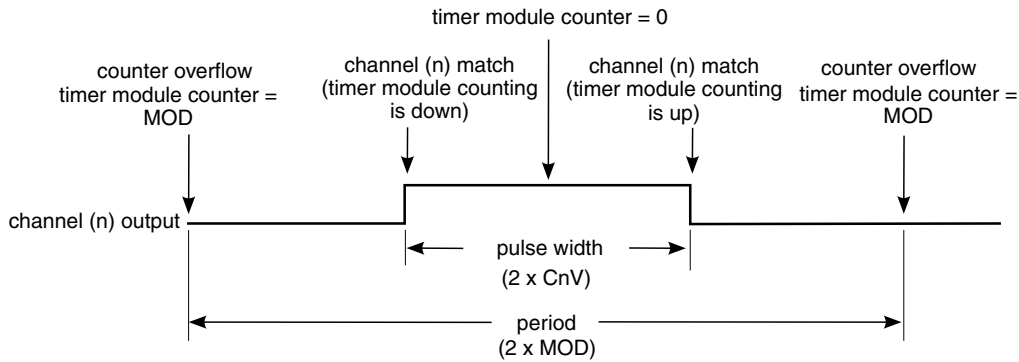 timer module counter = 0
counter overflow
timer module counter =
MOD
channel (n) match
(timer module counting
is down)
channel (n) match
(timer module counting
is up)
counter overflow
timer module counter =
MOD
channel (n) output
pulse width
(2 x CnV)
period
(2 x MOD)